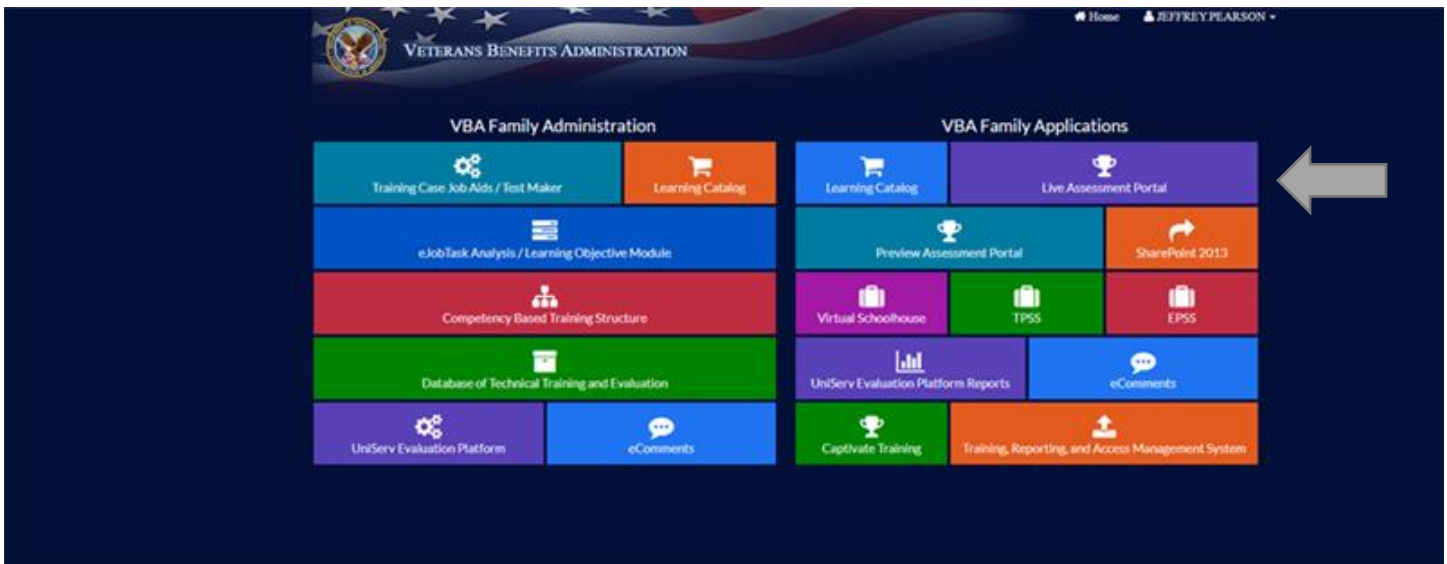 Home JEFFREY.PEARSON
VETERANS BENEFITS ADMINISTRATION
VBA Family Administration
Training Case Job Aids / Test Maker
Learning Catalog
eJobTask Analysis / Learning Objective Module
Competency Based Training Structure
Database of Technical Training and Evaluation
UniServ Evaluation Platform
eComments
VBA Family Applications
Learning Catalog
Live Assessment Portal
Preview Assessment Portal
SharePoint 2013
Virtual Schoolhouse
TPSS
EPSS
UniServ Evaluation Platform Reports
eComments
Captivate Training
Training, Reporting, and Access Management System